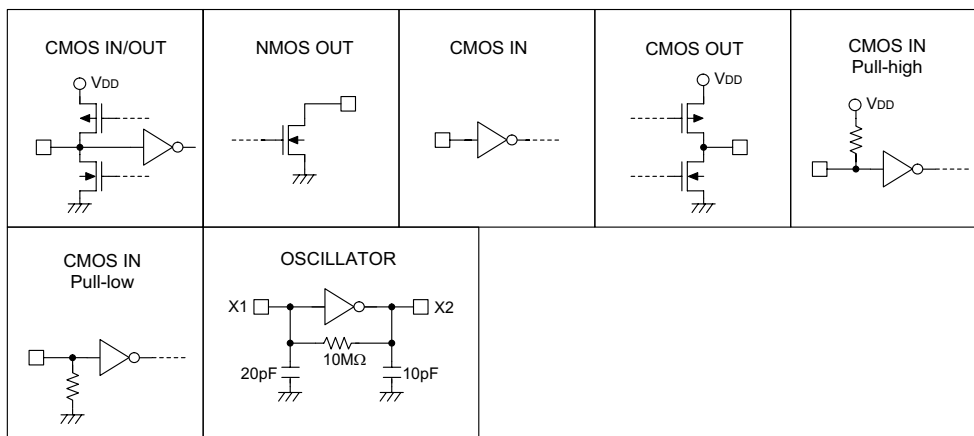 CMOS IN/OUT
VDD
NMOS OUT
CMOS IN
CMOS OUT
VDD
CMOS IN
Pull-high
VDD
CMOS IN
Pull-low
OSCILLATOR
X1
X2
10MΩ
20pF
10pF